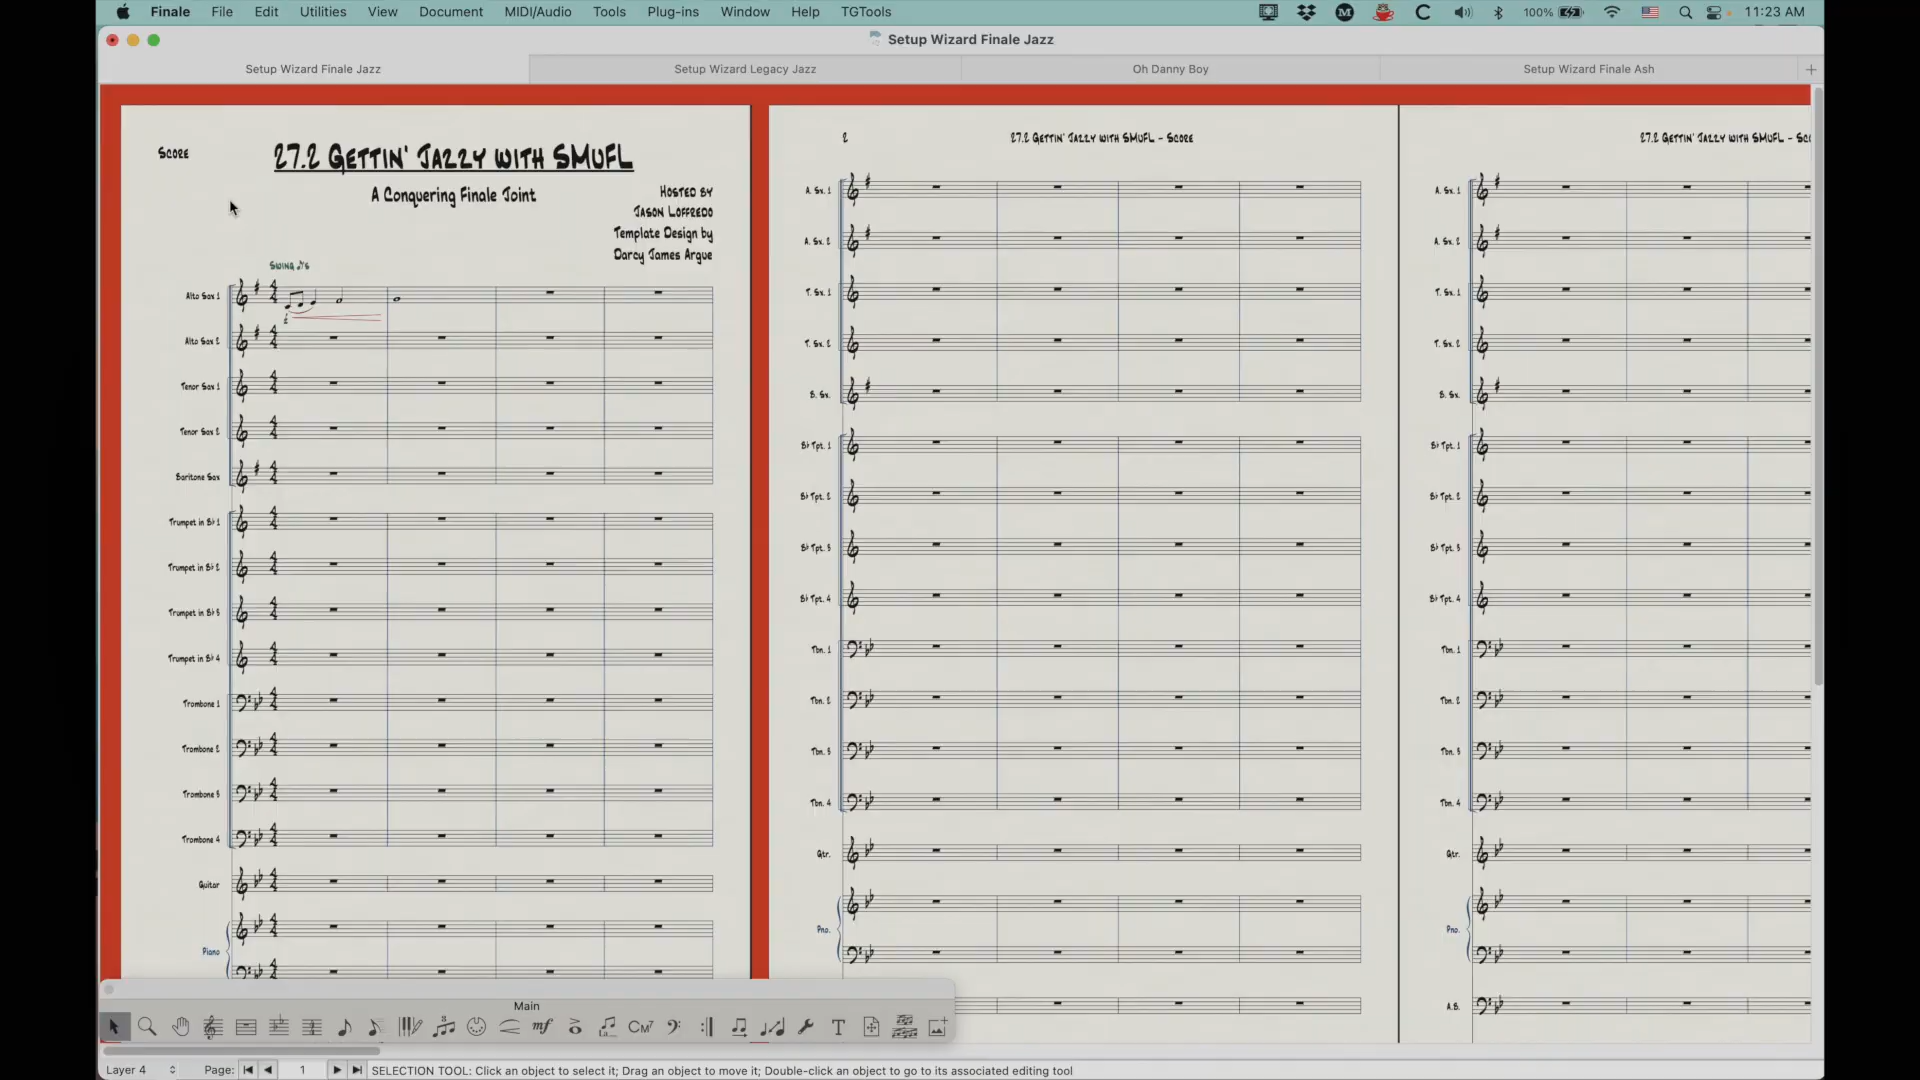 Finale File Edit Utilities View Document MIDI/Audio Tools Plug-ins Window Help TGTools 100% 11:23 AM
Setup Wizard Finale Jazz
Setup Wizard Finale Jazz Setup Wizard Legacy Jazz Oh Danny Boy Setup Wizard Finale Ash
Score
27.2 Gettin' Jazzy with SMuFL
A Conquering Finale Joint
Hosted by
Jason Loffredo
Template Design by
Darcy James Argue
Swing
Alto Sax 1
Alto Sax 2
Tenor Sax 1
Tenor Sax 2
Baritone Sax
Trumpet in B♭ 1
Trumpet in B♭ 2
Trumpet in B♭ 3
Trumpet in B♭ 4
Trombone 1
Trombone 2
Trombone 3
Trombone 4
Guitar
Piano
2
27.2 Gettin' Jazzy with SMuFL - Score
A. Sx. 1
A. Sx. 2
T. Sx. 1
T. Sx. 2
B. Sx.
B♭ Tpt. 1
B♭ Tpt. 2
B♭ Tpt. 3
B♭ Tpt. 4
Tbn. 1
Tbn. 2
Tbn. 3
Tbn. 4
Gtr.
Pno.
27.2 Gettin' Jazzy with SMuFL - Sco
A. Sx. 1
A. Sx. 2
T. Sx. 1
T. Sx. 2
B. Sx.
B♭ Tpt. 1
B♭ Tpt. 2
B♭ Tpt. 3
B♭ Tpt. 4
Tbn. 1
Tbn. 2
Tbn. 3
Tbn. 4
Gtr.
Pno.
A.B.
Main
mf CM7 T
Layer 4 Page: 1 SELECTION TOOL: Click an object to select it; Drag an object to move it; Double-click an object to go to its associated editing tool